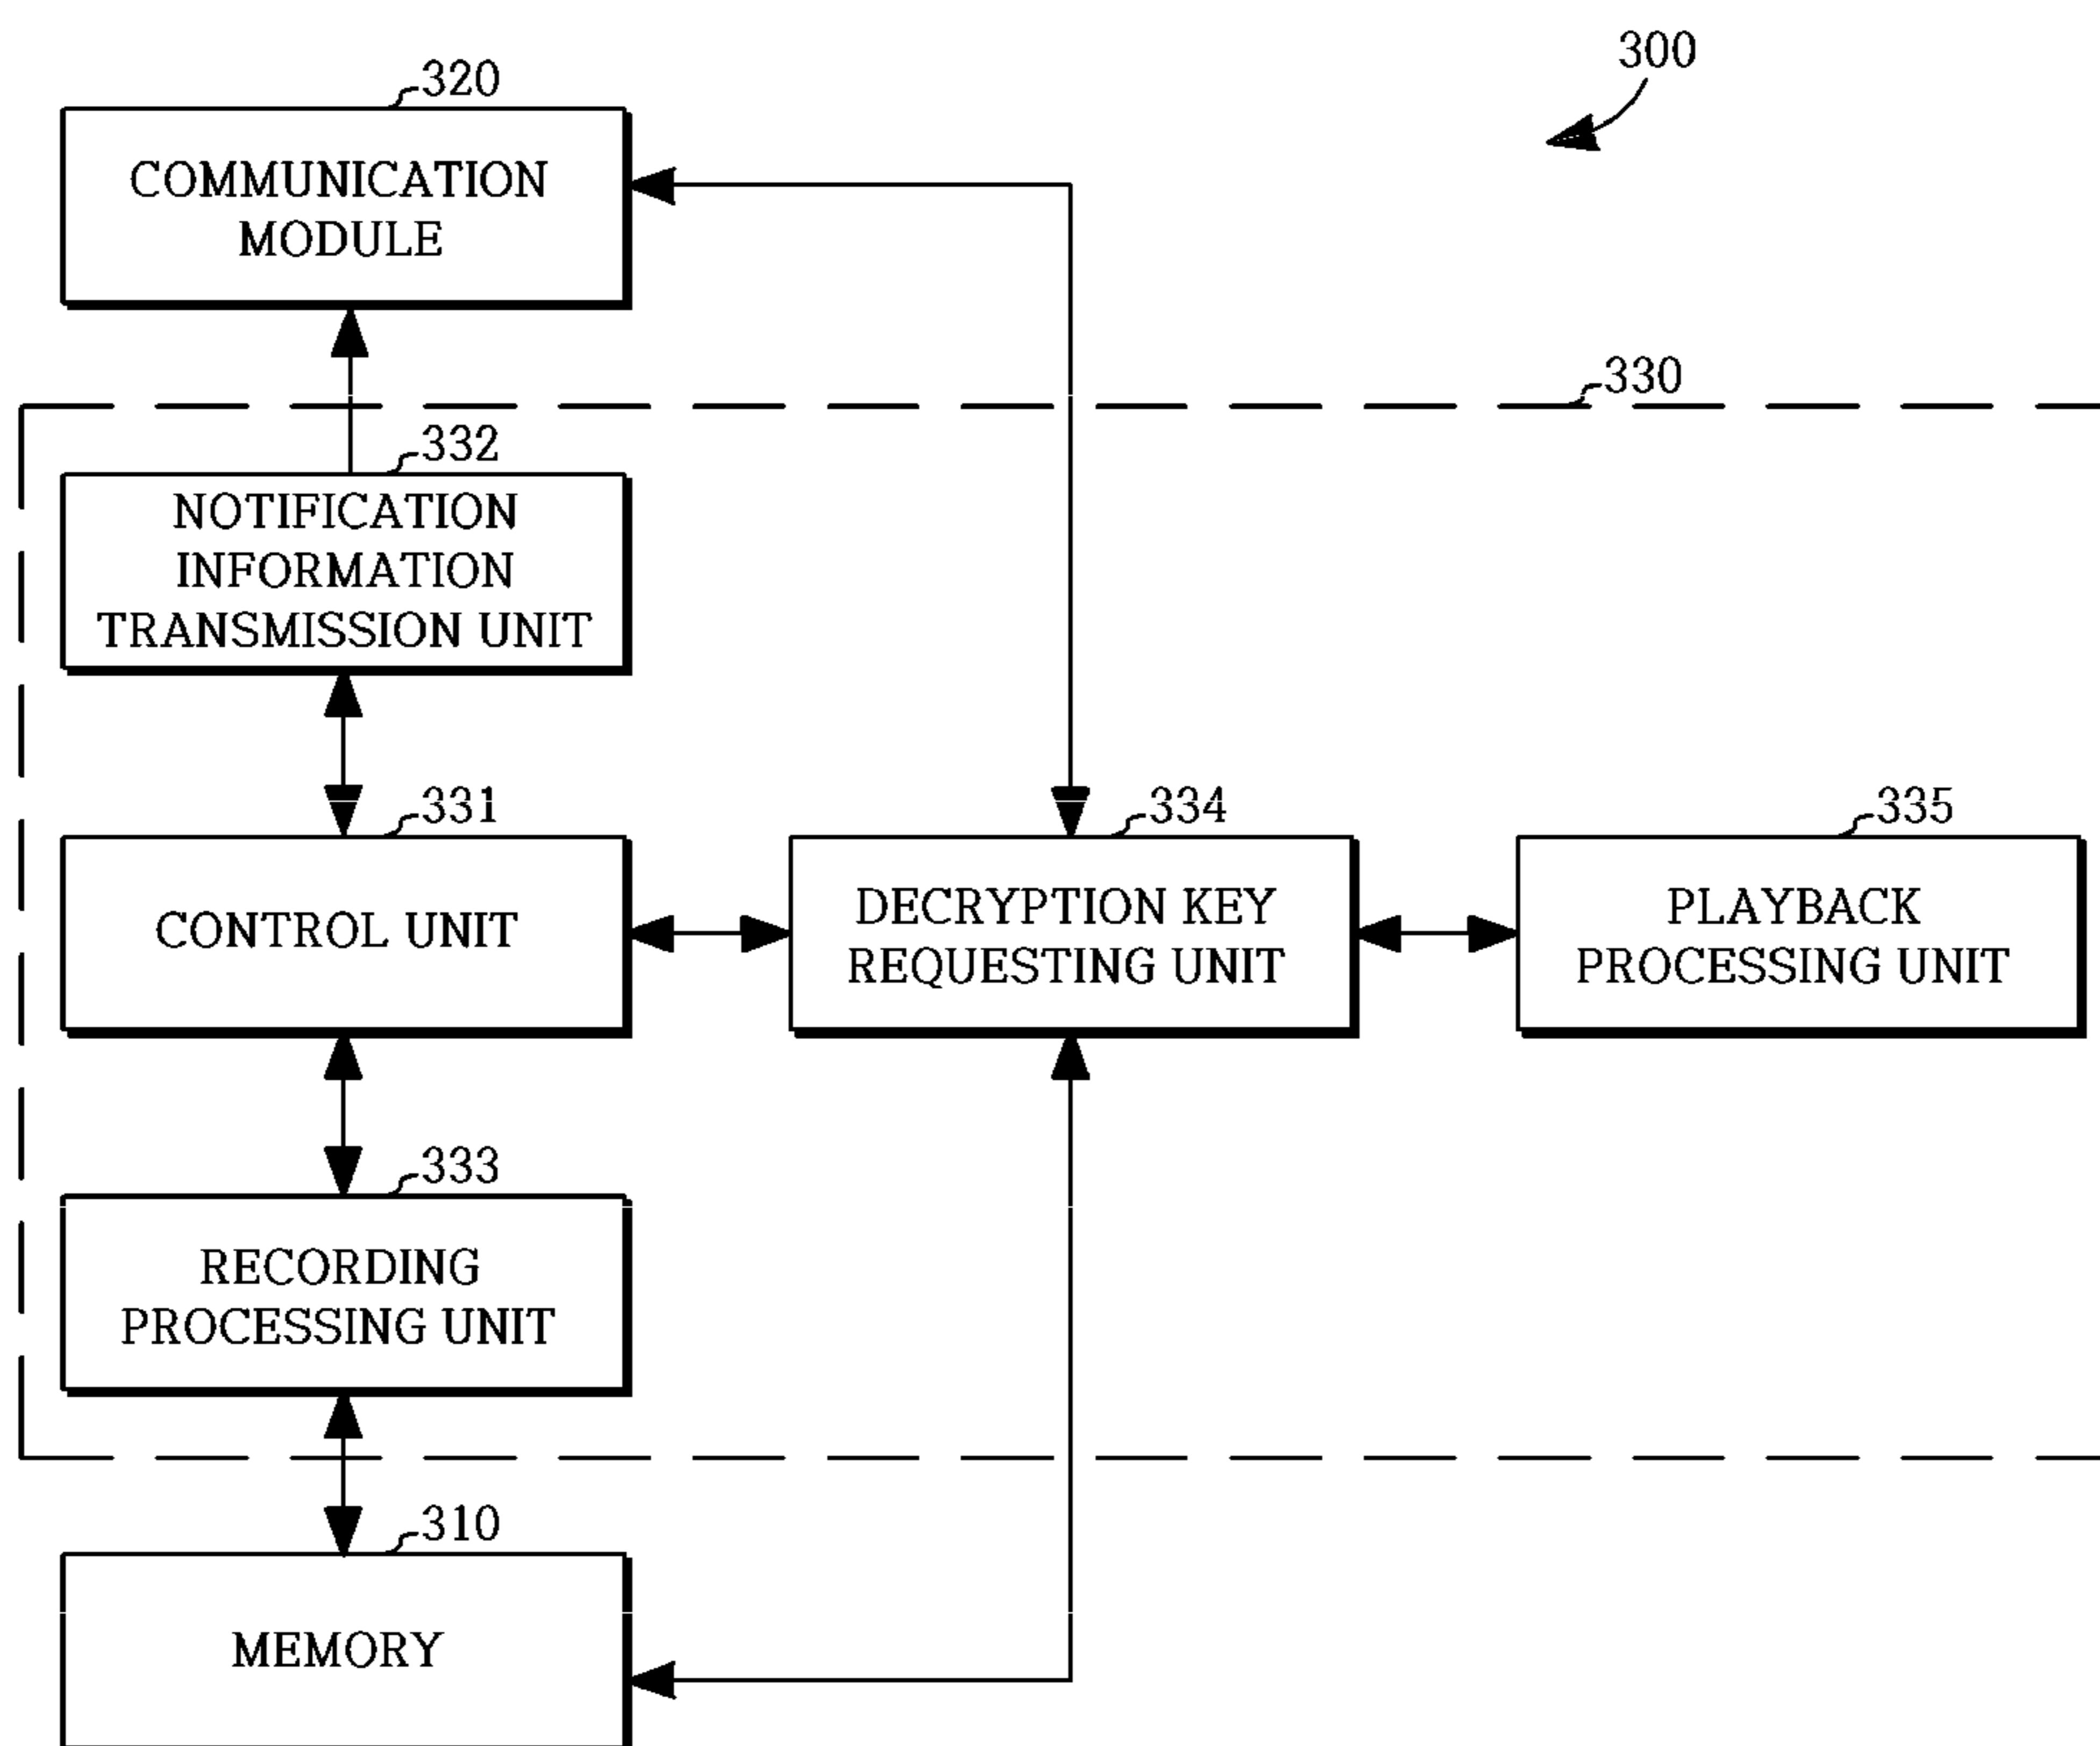 300
320
COMMUNICATION
MODULE
330
332
NOTIFICATION
INFORMATION
TRANSMISSION UNIT
331
CONTROL UNIT
334
DECRYPTION KEY
REQUESTING UNIT
335
PLAYBACK
PROCESSING UNIT
333
RECORDING
PROCESSING UNIT
310
MEMORY